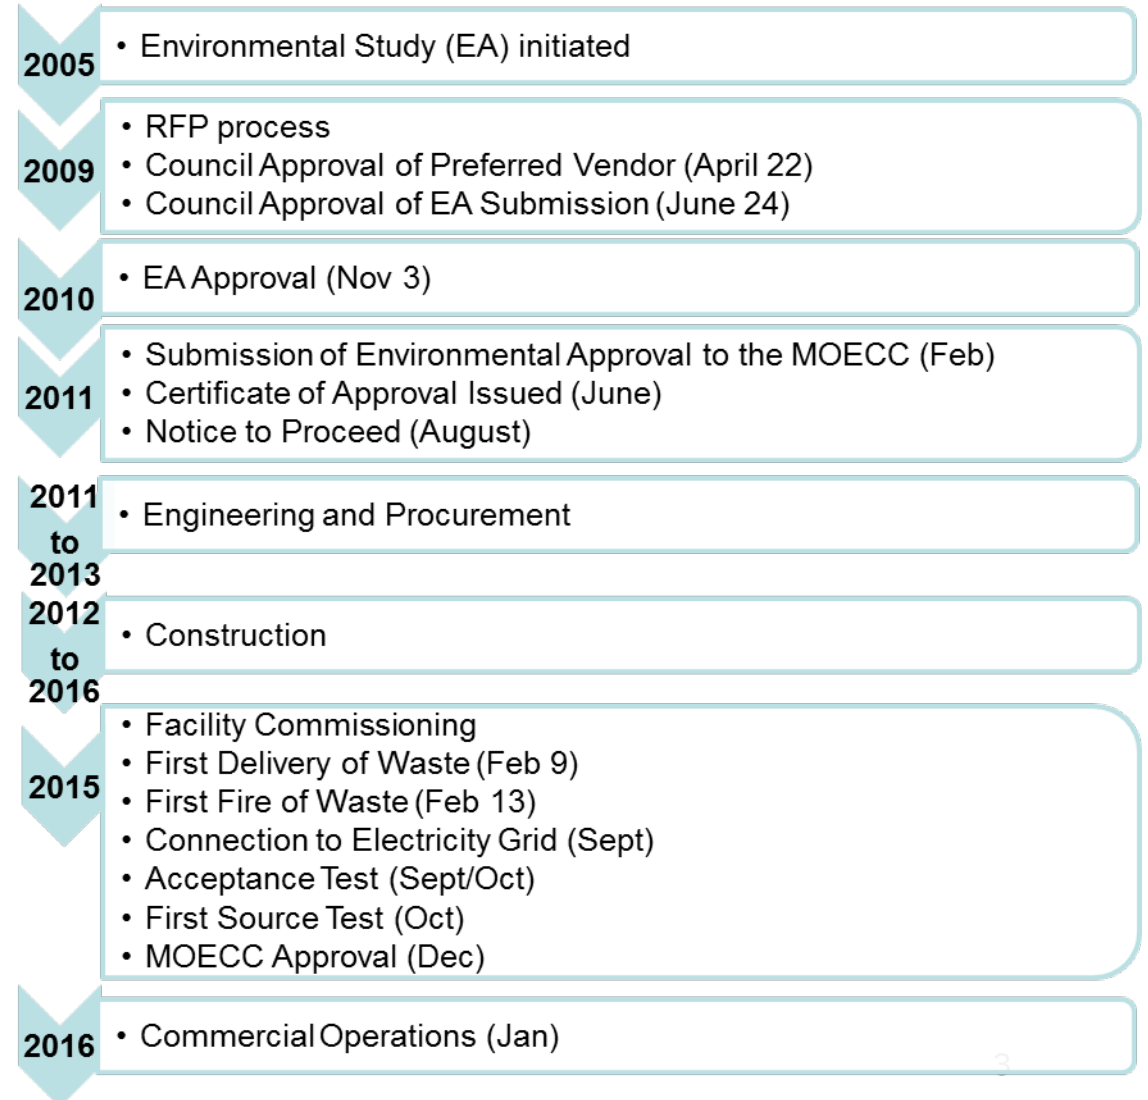 2005
• Environmental Study (EA) initiated
2009
• RFP process
• Council Approval of Preferred Vendor (April 22)
• Council Approval of EA Submission (June 24)
2010
• EA Approval (Nov 3)
2011
• Submission of Environmental Approval to the MOECC (Feb)
• Certificate of Approval Issued (June)
• Notice to Proceed (August)
2011
to
2013
• Engineering and Procurement
2012
to
2016
• Construction
2015
• Facility Commissioning
• First Delivery of Waste (Feb 9)
• First Fire of Waste (Feb 13)
• Connection to Electricity Grid (Sept)
• Acceptance Test (Sept/Oct)
• First Source Test (Oct)
• MOECC Approval (Dec)
2016
• Commercial Operations (Jan)
3